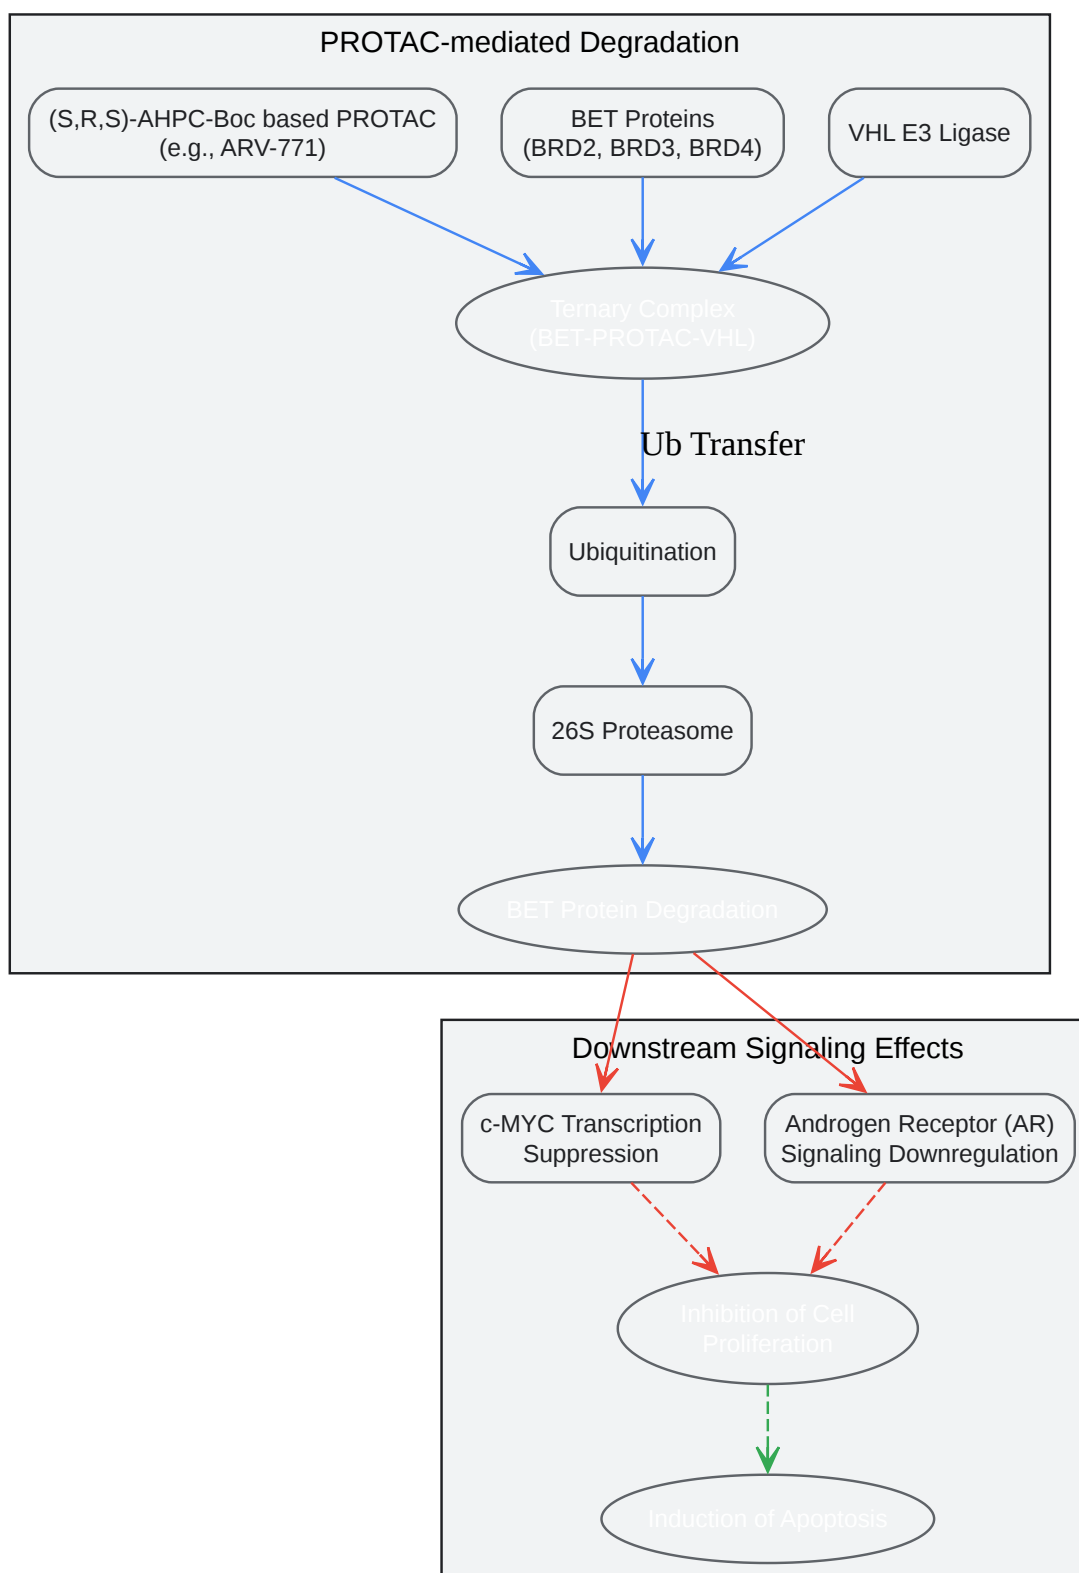 PROTAC-mediated Degradation
(S,R,S)-AHPC-Boc based PROTAC
(e.g., ARV-771)
BET Proteins
(BRD2, BRD3, BRD4)
VHL E3 Ligase
Ternary Complex
(BET-PROTAC-VHL)
Ub Transfer
Ubiquitination
26S Proteasome
BET Protein Degradation
Downstream Signaling Effects
c-MYC Transcription
Suppression
Androgen Receptor (AR)
Signaling Downregulation
Inhibition of Cell
Proliferation
Induction of Apoptosis